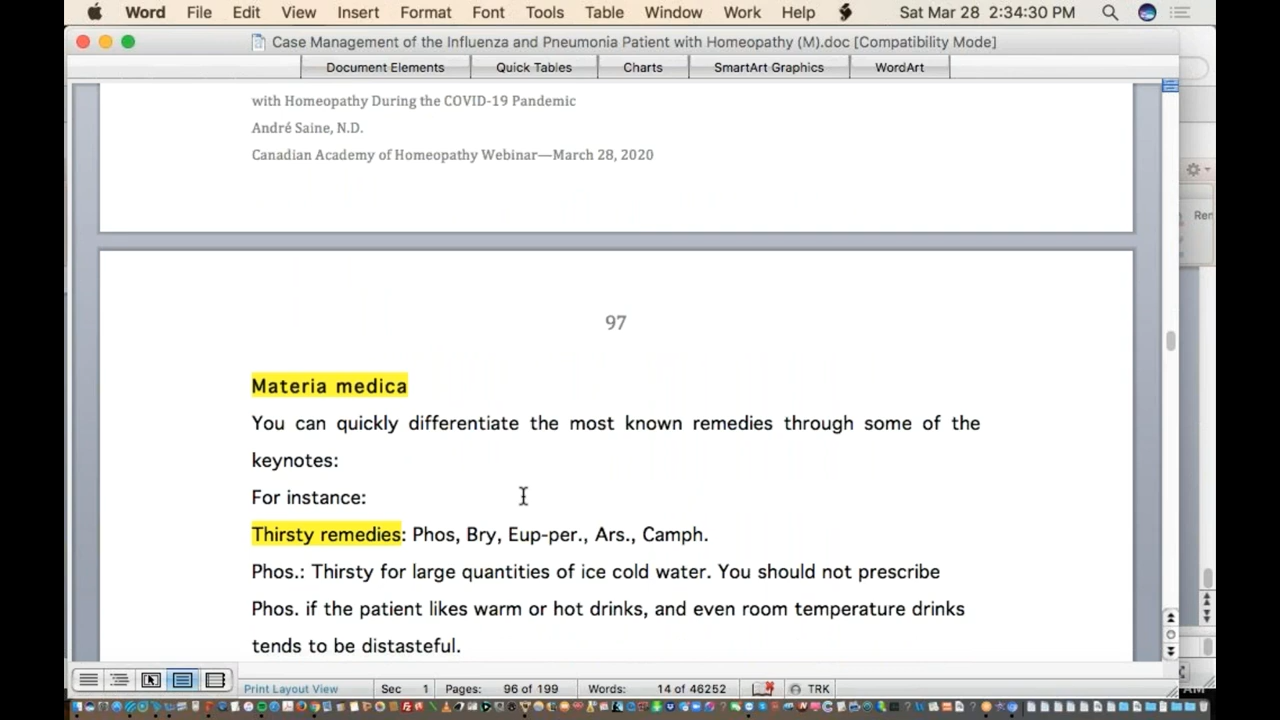 Word File Edit View Insert Format Font Tools Table Window Work Help Sat Mar 28 2:34:30 PM
Case Management of the Influenza and Pneumonia Patient with Homeopathy (M).doc [Compatibility Mode]
Document Elements Quick Tables Charts SmartArt Graphics WordArt
with Homeopathy During the COVID-19 Pandemic
André Saine, N.D.
Canadian Academy of Homeopathy Webinar—March 28, 2020
97
Materia medica
You can quickly differentiate the most known remedies through some of the
keynotes:
For instance:
Thirsty remedies: Phos, Bry, Eup-per., Ars., Camph.
Phos.: Thirsty for large quantities of ice cold water. You should not prescribe
Phos. if the patient likes warm or hot drinks, and even room temperature drinks
tends to be distasteful.
Print Layout View Sec 1 Pages: 96 of 199 Words: 14 of 46252 TRK